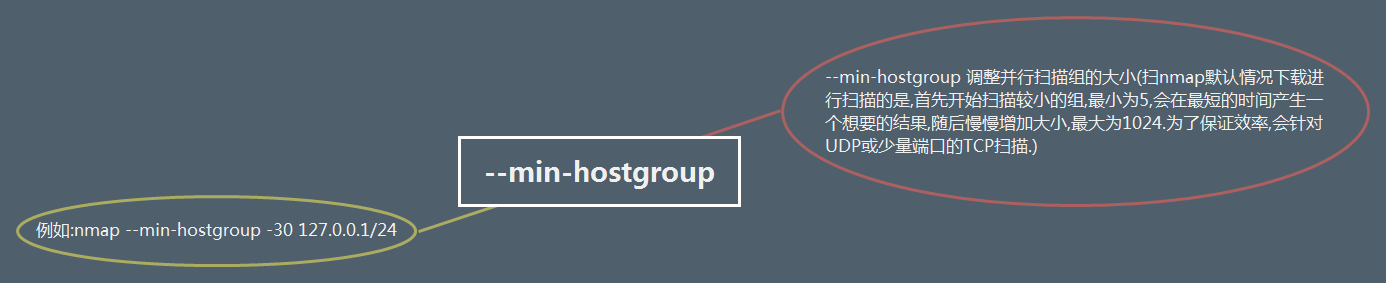 --min-hostgroup 调整并行扫描组的大小(扫nmap默认情况下载进
行扫描的是,首先开始扫描较小的组,最小为5,会在最短的时间产生一
个想要的结果,随后慢慢增加大小,最大为1024.为了保证效率,会针对
UDP或少量端口的TCP扫描.)
--min-hostgroup
例如:nmap --min-hostgroup -30 127.0.0.1/24